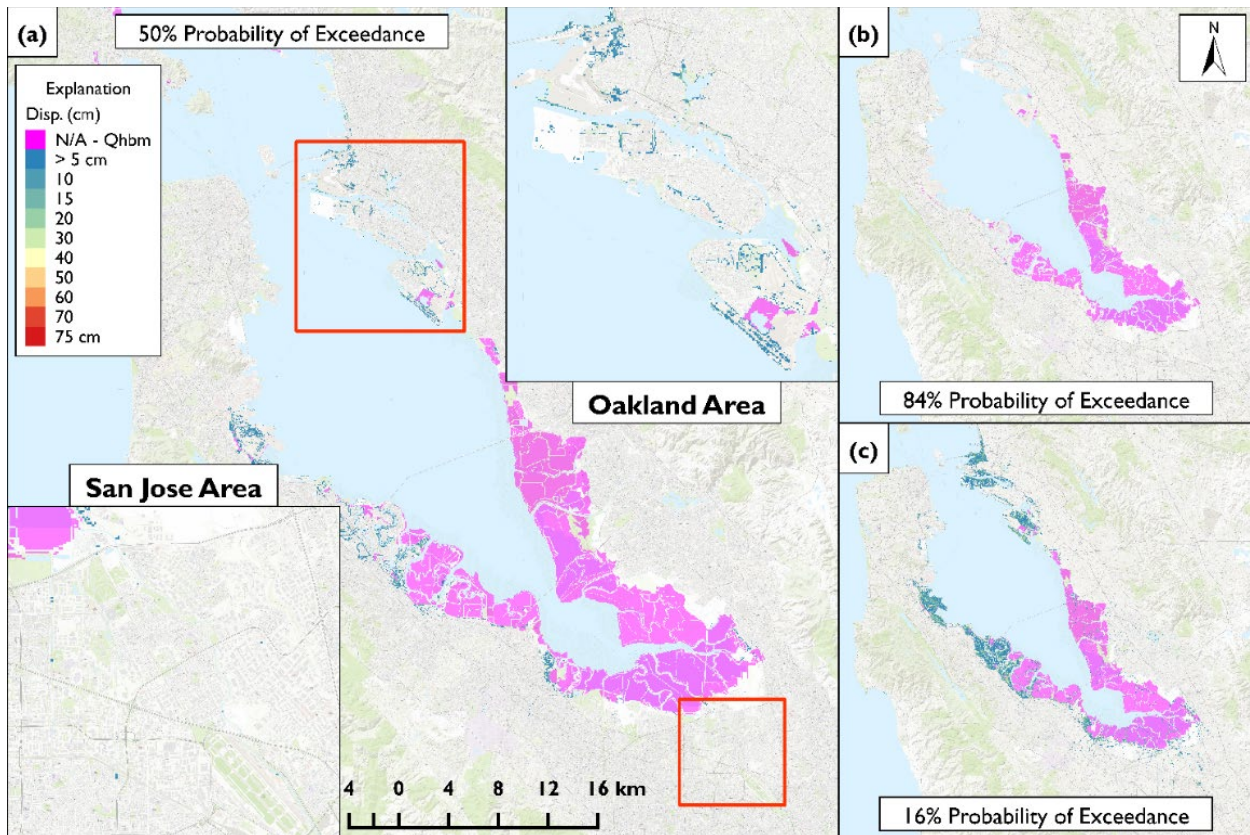 (a)
50% Probability of Exceedance
Explanation
Disp. (cm)
N/A - Qhbm
> 5 cm
10
15
20
30
40
50
60
70
75 cm
Oakland Area
San Jose Area
4 0 4 8 12 16 km
(b)
N
84% Probability of Exceedance
(c)
16% Probability of Exceedance